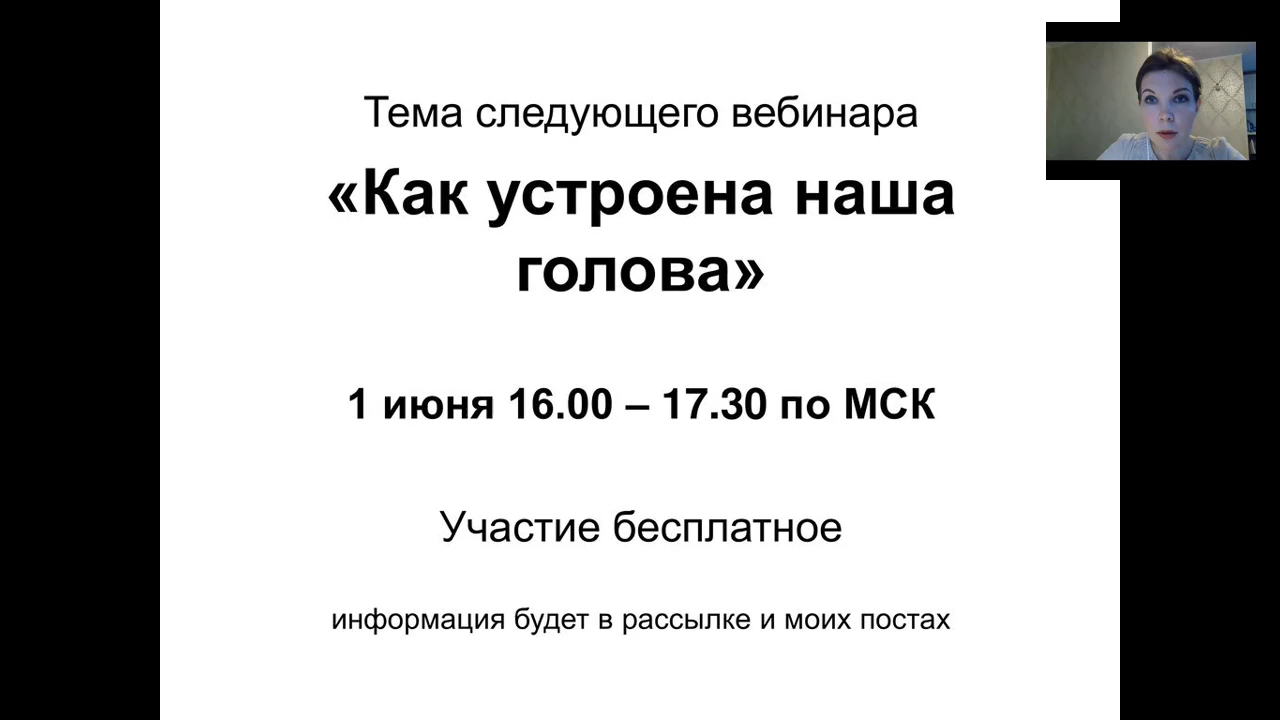 Тема следующего вебинара
«Как устроена наша
голова»
1 июня 16.00 – 17.30 по МСК
Участие бесплатное
информация будет в рассылке и моих постах